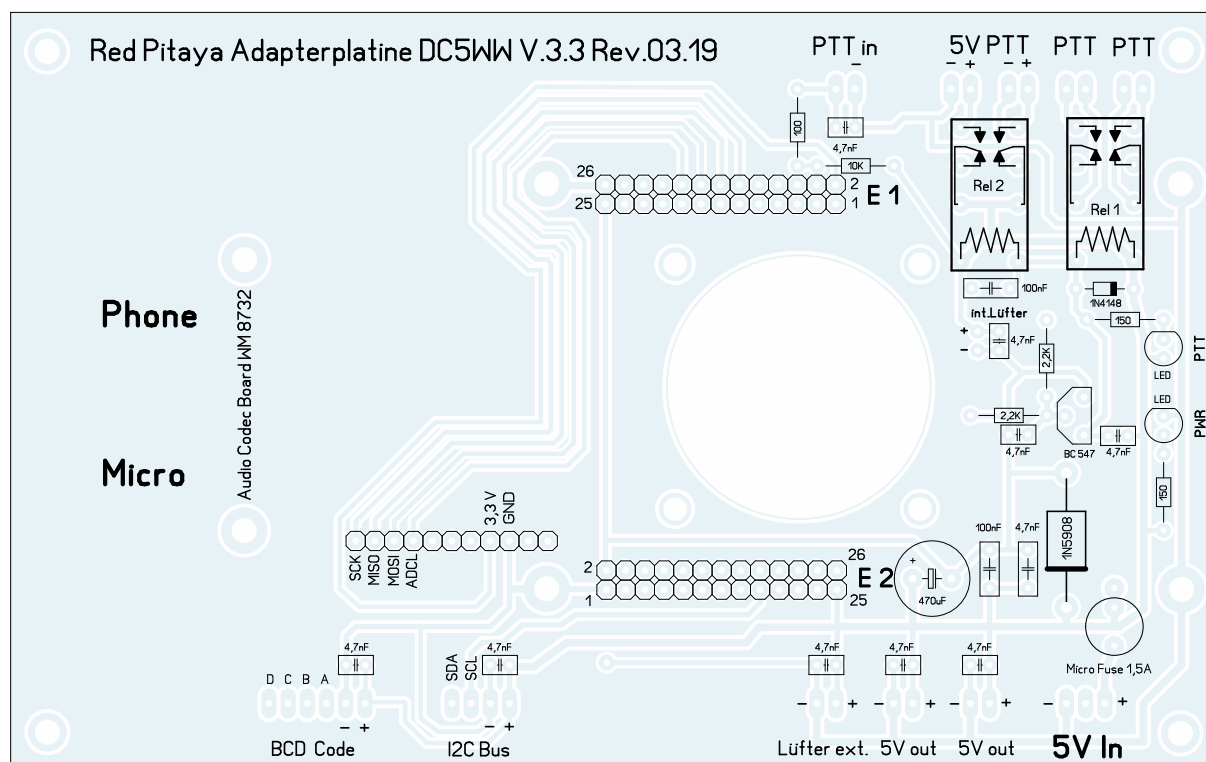 Red Pitaya Adapterplatine DC5WW V.3.3 Rev.03.19
PTT in
-
5V PTT
- + - +
PTT PTT
100
4,7nF
10K
26
2
25
1
E 1
Rel 2
Rel 1
100nF
1N4148
150
int.Lüfter
+
-
4,7nF
2,2K
LED
PTT
LED
PWR
2,2K
4,7nF
BC547
4,7nF
150
Phone
Micro
Audio Codec Board WM 8732
3,3 V
GND
SCK
MISO
MOSI
ADCL
2
26
1
25
E 2
+
470uF
100nF
4,7nF
1N5908
Micro Fuse 1,5A
4,7nF
D C B A
- +
BCD Code
SDA
SCL
4,7nF
- +
I2C Bus
4,7nF
- +
Lüfter ext.
4,7nF
- +
5V out
4,7nF
- +
5V out
- +
5V In